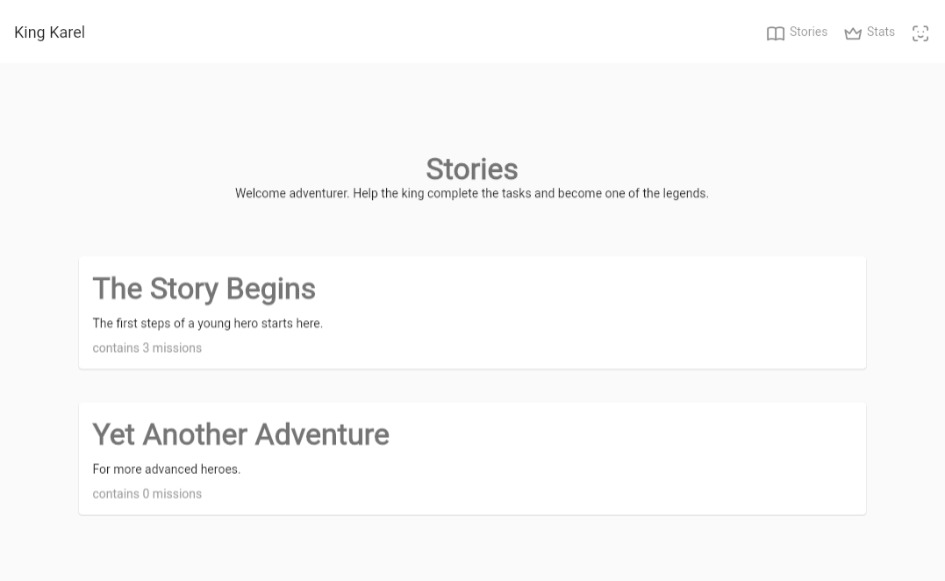 King Karel
Stories
Stats
Stories
Welcome adventurer. Help the king complete the tasks and become one of the legends.
The Story Begins
The first steps of a young hero starts here.
contains 3 missions
Yet Another Adventure
For more advanced heroes.
contains 0 missions